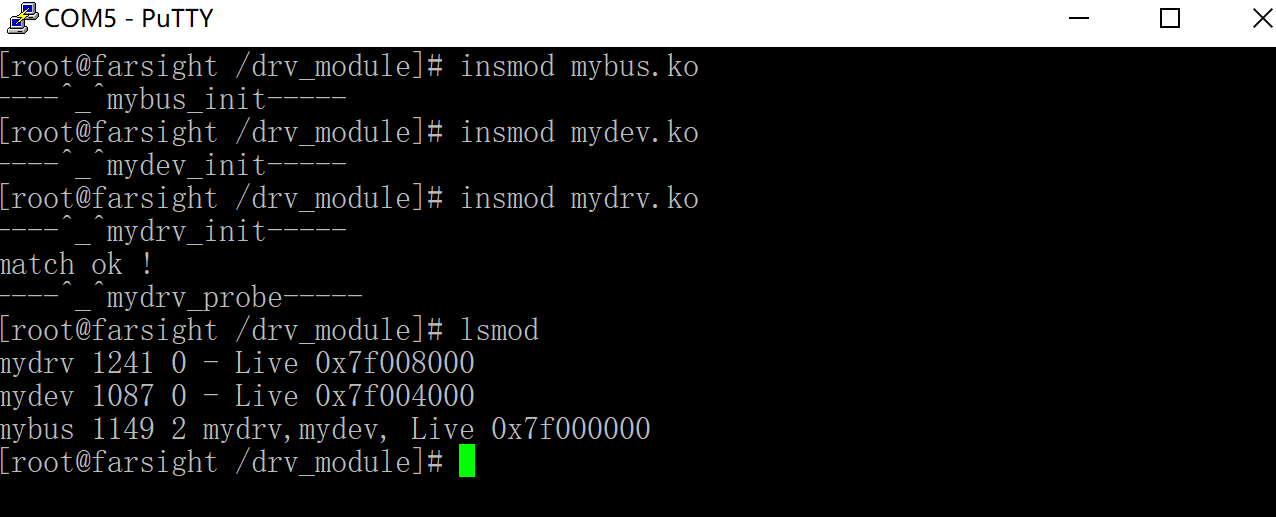 COM5 - PuTTY
[root@farsight /drv_module]# insmod mybus.ko
----^_^mybus_init-----
[root@farsight /drv_module]# insmod mydev.ko
----^_^mydev_init-----
[root@farsight /drv_module]# insmod mydrv.ko
----^_^mydrv_init-----
match ok !
----^_^mydrv_probe-----
[root@farsight /drv_module]# lsmod
mydrv 1241 0 - Live 0x7f008000
mydev 1087 0 - Live 0x7f004000
mybus 1149 2 mydrv,mydev, Live 0x7f000000
[root@farsight /drv_module]#